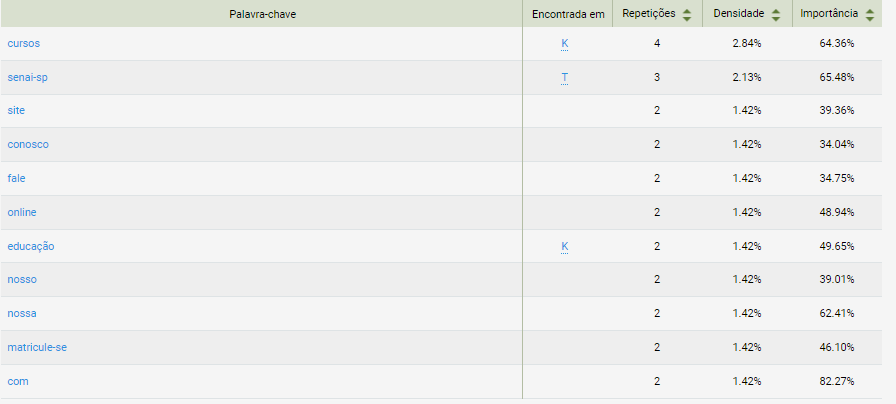 Palavra-chave Encontrada em Repetições Densidade Importância
cursos K 4 2.84% 64.36%
senai-sp T 3 2.13% 65.48%
site 2 1.42% 39.36%
conosco 2 1.42% 34.04%
fale 2 1.42% 34.75%
online 2 1.42% 48.94%
educação K 2 1.42% 49.65%
nosso 2 1.42% 39.01%
nossa 2 1.42% 62.41%
matricule-se 2 1.42% 46.10%
com 2 1.42% 82.27%